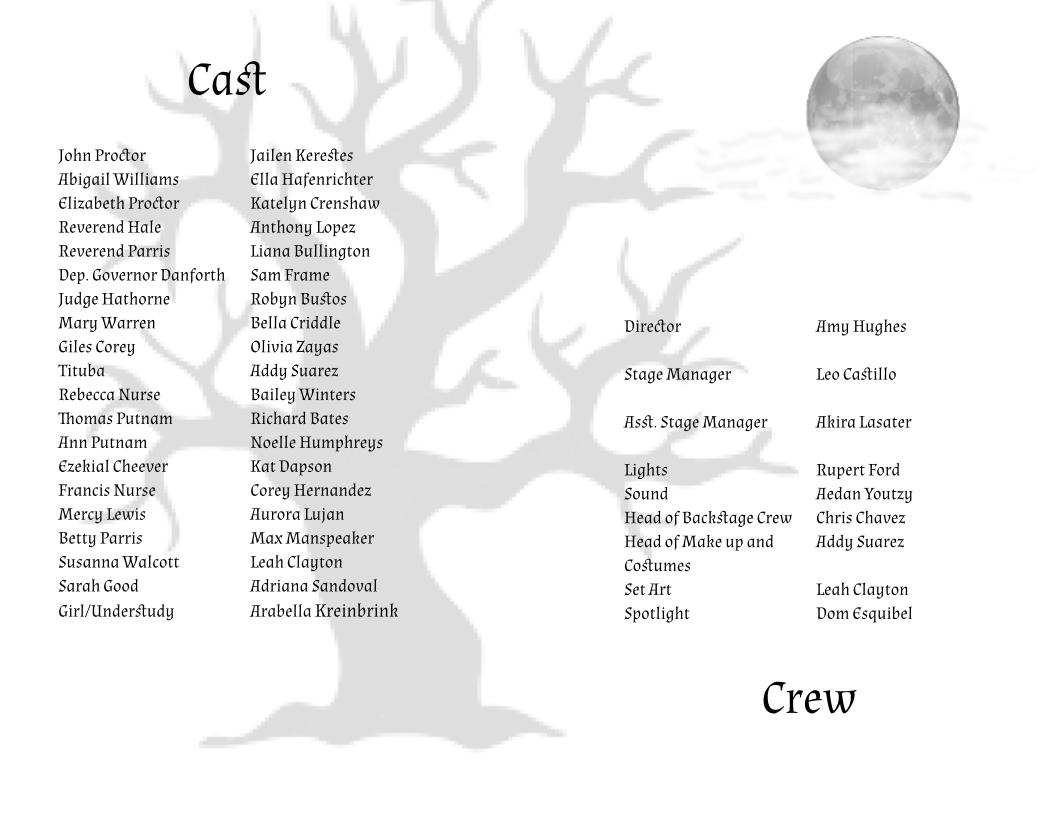 Cast
John Proctor Jailen Kerestes
Abigail Williams Ella Hafenrichter
Elizabeth Proctor Katelyn Crenshaw
Reverend Hale Anthony Lopez
Reverend Parris Liana Bullington
Dep. Governor Danforth Sam Frame
Judge Hathorne Robyn Bustos
Mary Warren Bella Criddle
Giles Corey Olivia Zayas
Tituba Addy Suarez
Rebecca Nurse Bailey Winters
Thomas Putnam Richard Bates
Ann Putnam Noelle Humphreys
Ezekial Cheever Kat Dapson
Francis Nurse Corey Hernandez
Mercy Lewis Aurora Lujan
Betty Parris Max Manspeaker
Susanna Walcott Leah Clayton
Sarah Good Adriana Sandoval
Girl/Understudy Arabella Kreinbrink
Director Amy Hughes
Stage Manager Leo Castillo
Asst. Stage Manager Akira Lasater
Lights Rupert Ford
Sound Aedan Youtzy
Head of Backstage Crew Chris Chavez
Head of Make up and Addy Suarez
Costumes
Set Art Leah Clayton
Spotlight Dom Esquibel
Crew